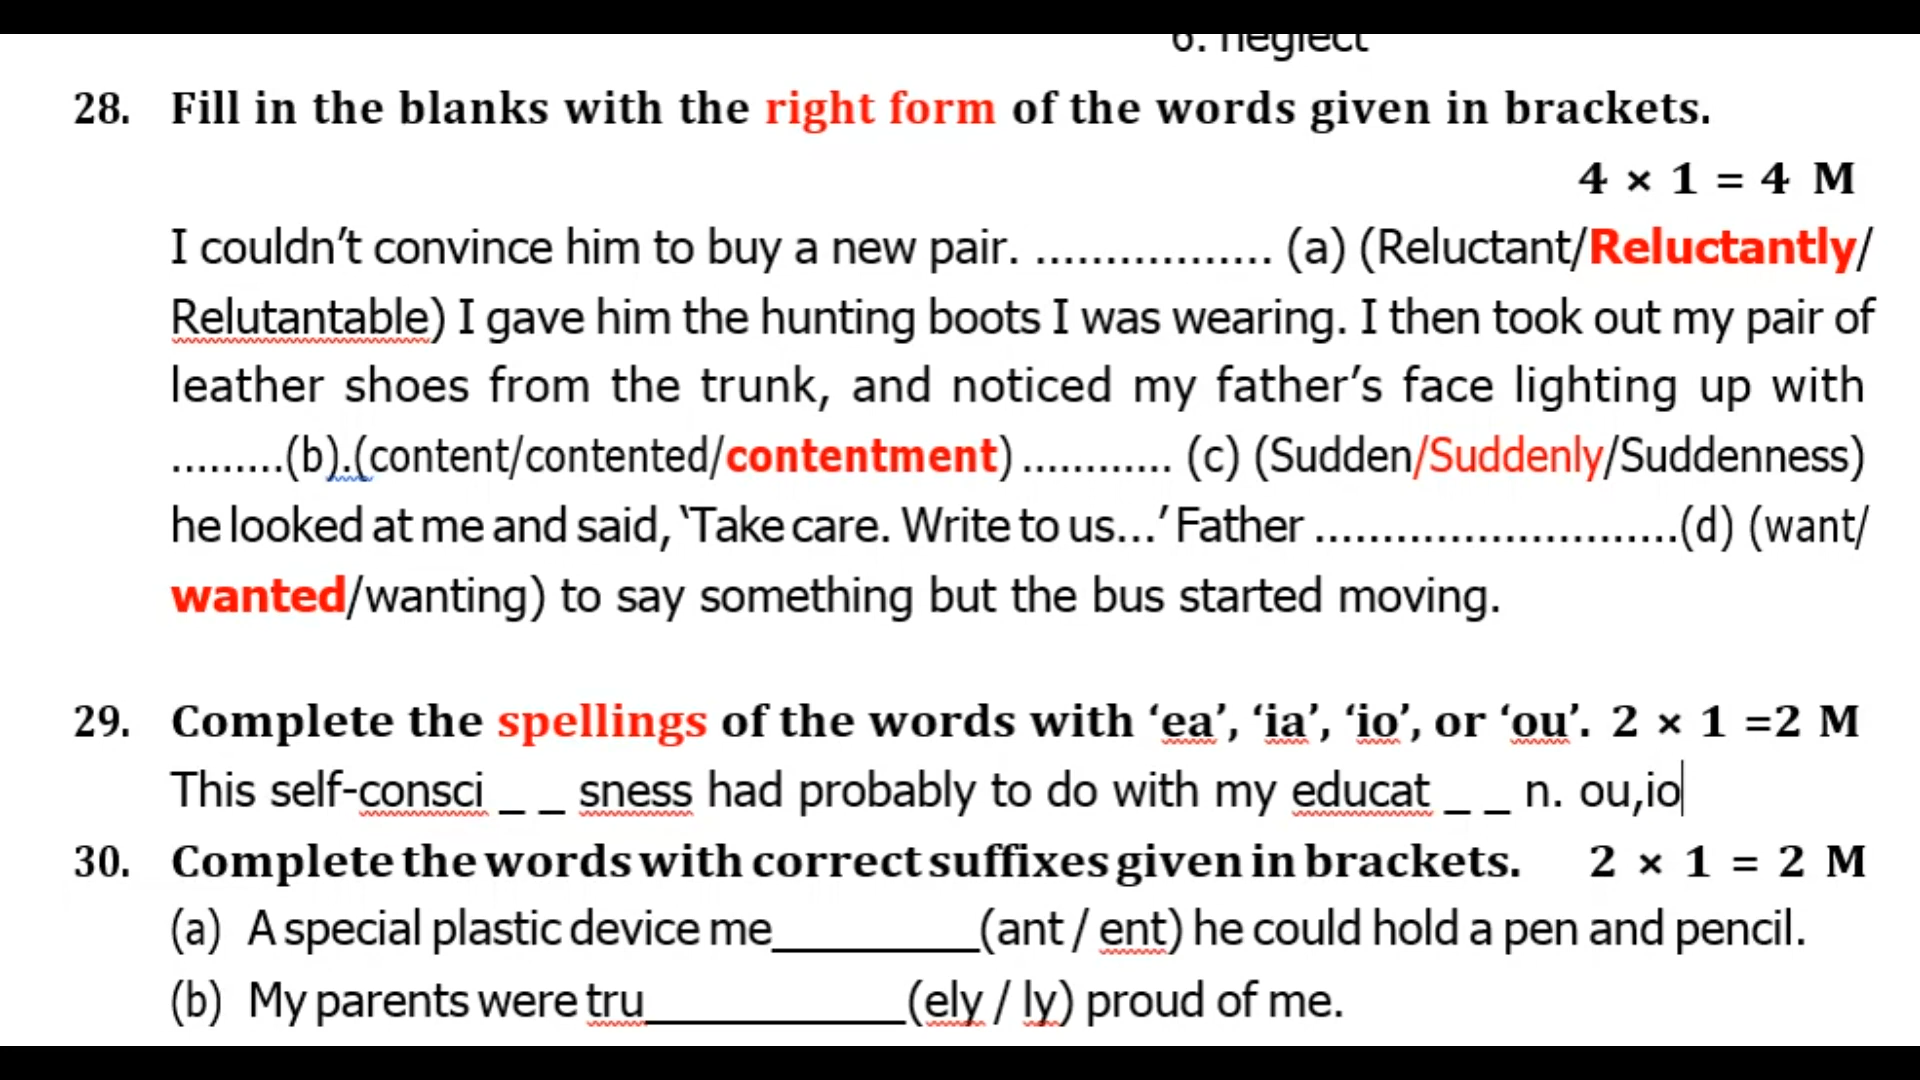 6. neglect
28. Fill in the blanks with the right form of the words given in brackets.
4 × 1 = 4 M
I couldn’t convince him to buy a new pair. ................. (a) (Reluctant/Reluctantly/
Relutantable) I gave him the hunting boots I was wearing. I then took out my pair of
leather shoes from the trunk, and noticed my father’s face lighting up with
.........(b).(content/contented/contentment) ............ (c) (Sudden/Suddenly/Suddenness)
he looked at me and said, ‘Take care. Write to us...’ Father ..........................(d) (want/
wanted/wanting) to say something but the bus started moving.
29. Complete the spellings of the words with ‘ea’, ‘ia’, ‘io’, or ‘ou’. 2 × 1 =2 M
This self-consci _ _ sness had probably to do with my educat _ _ n. ou,io
30. Complete the words with correct suffixes given in brackets. 2 × 1 = 2 M
(a) A special plastic device me_________(ant / ent) he could hold a pen and pencil.
(b) My parents were tru___________(ely / ly) proud of me.